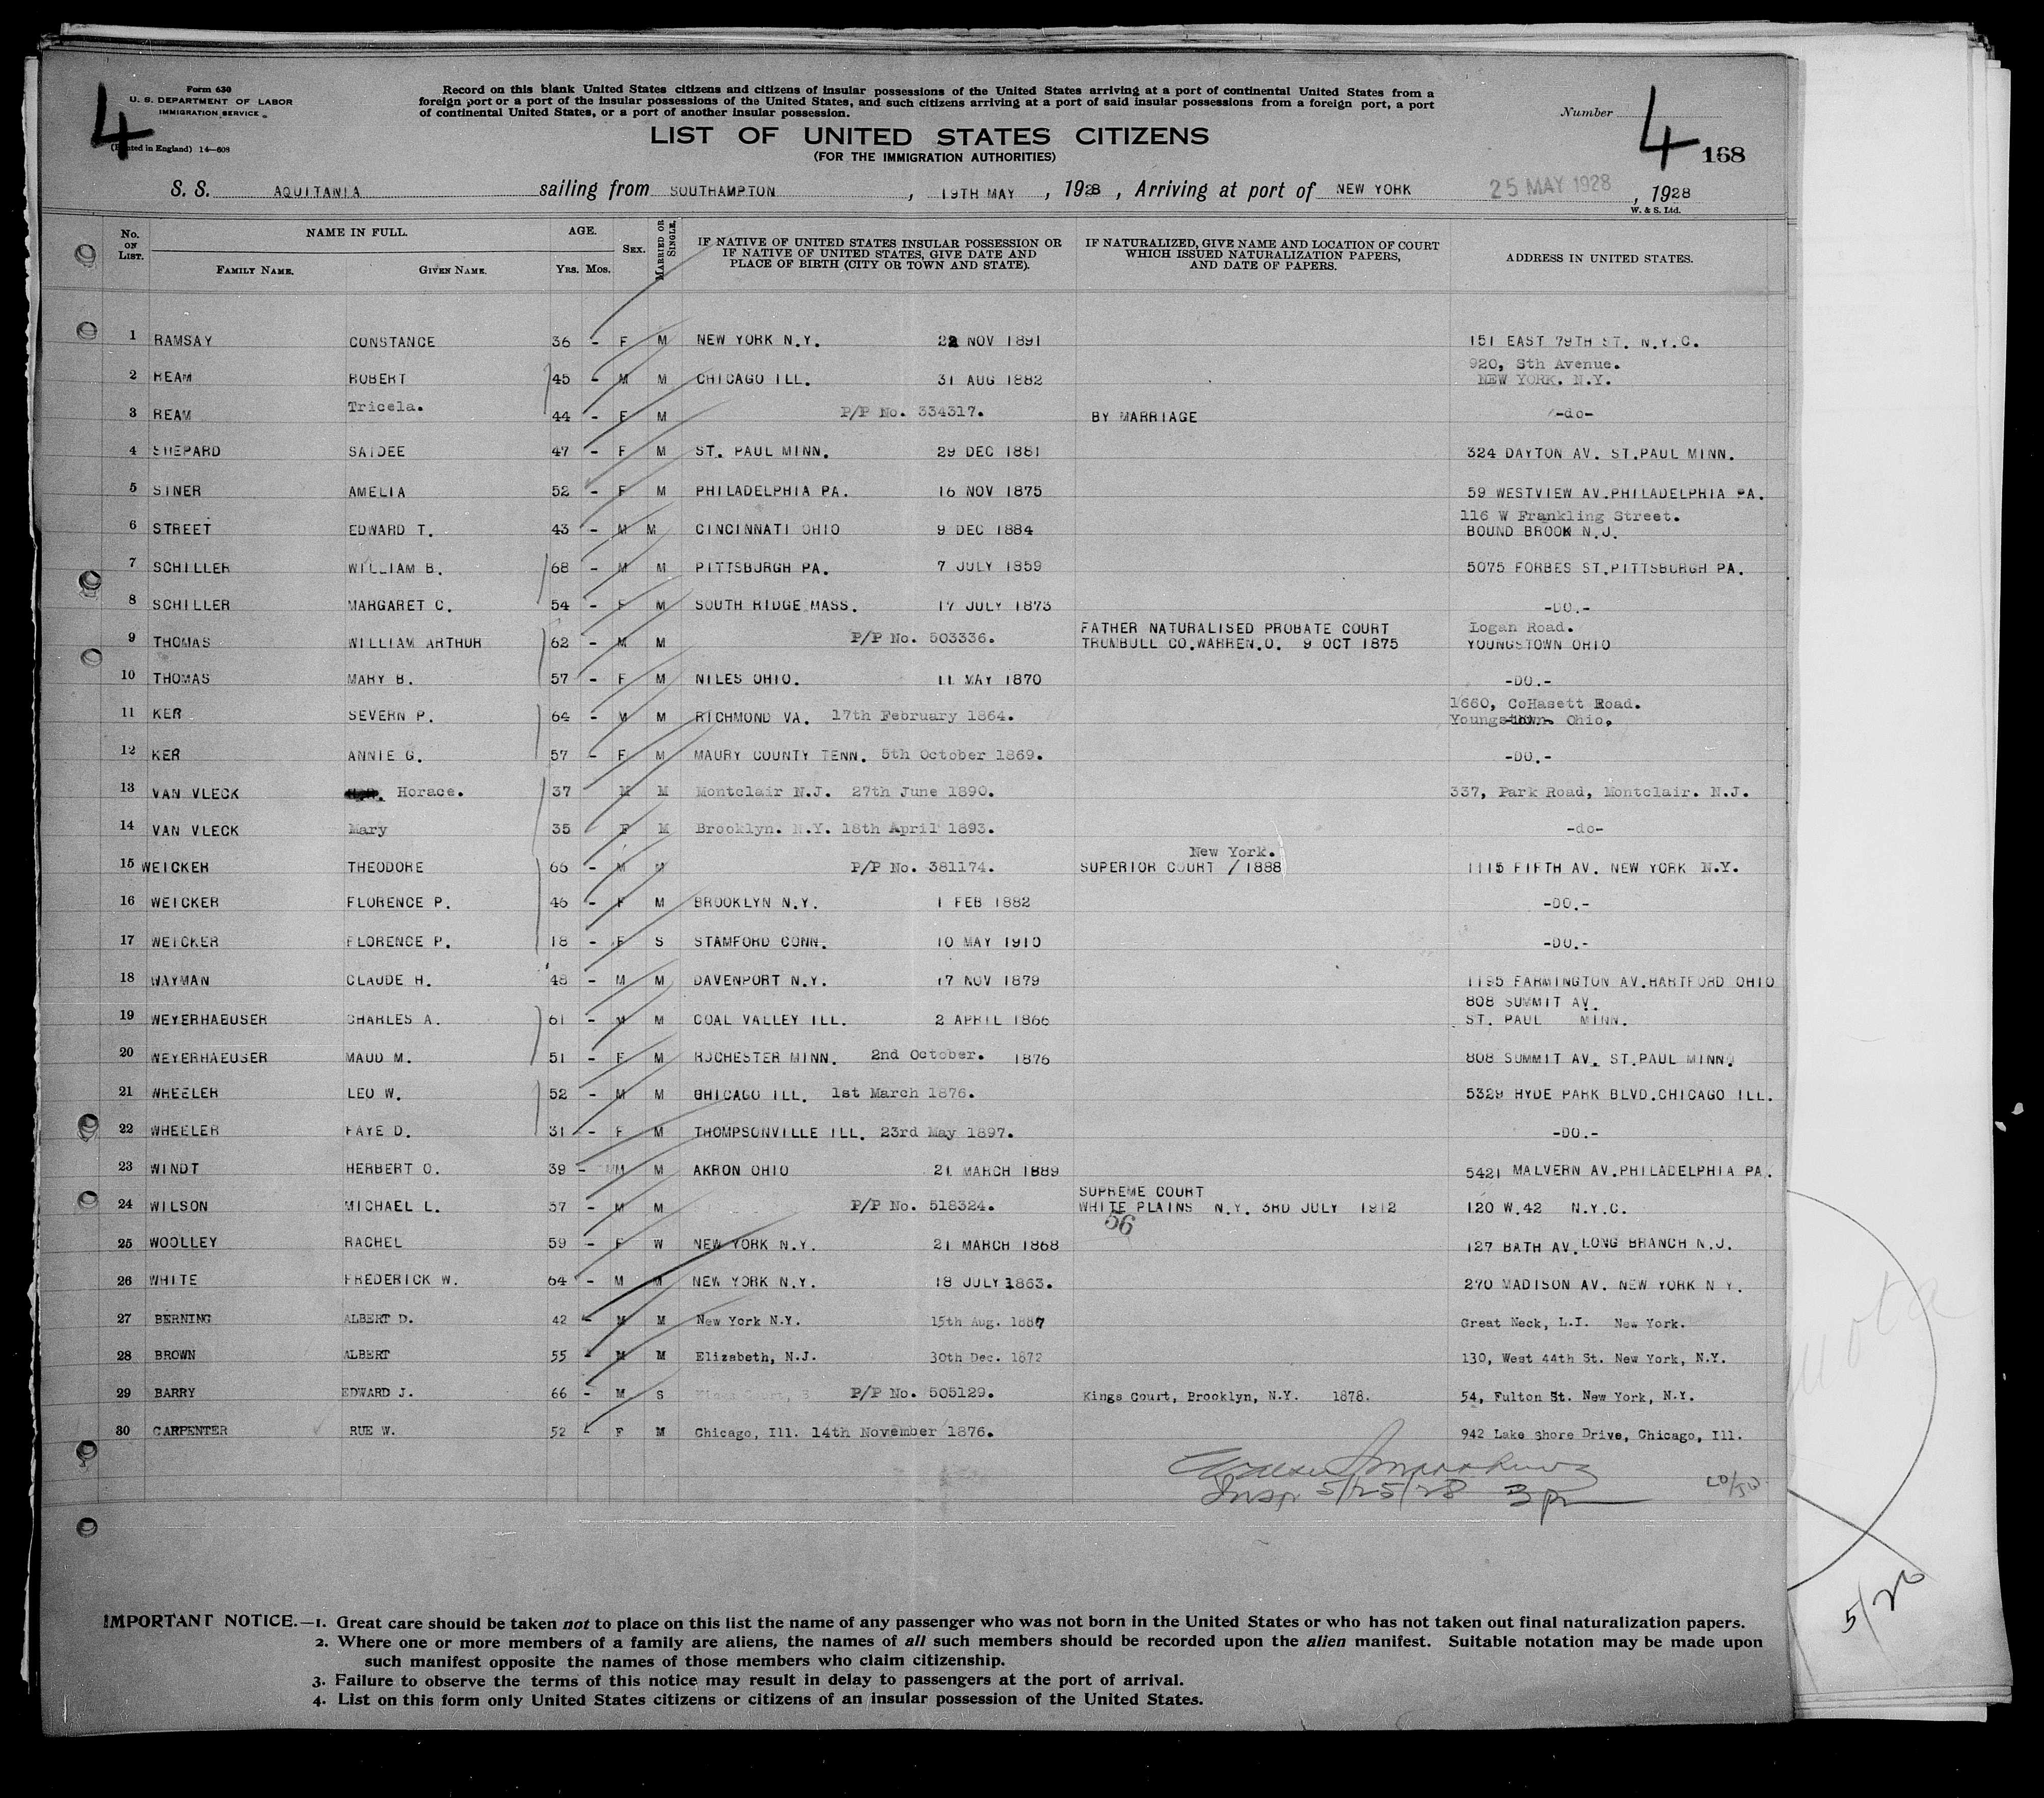 4
Form 630
U. S. DEPARTMENT OF LABOR
IMMIGRATION SERVICE
(Printed in England) 14—608
Record on this blank United States citizens and citizens of insular possessions of the United States arriving at a port of continental United States from a
foreign port or a port of the insular possessions of the United States, and such citizens arriving at a port of said insular possessions from a foreign port, a port
of continental United States, or a port of another insular possession.
Number 4
168
LIST OF UNITED STATES CITIZENS
(FOR THE IMMIGRATION AUTHORITIES)
S. S. AQUITANIA sailing from SOUTHAMPTON, 19TH MAY, 1928, Arriving at port of NEW YORK 25 MAY 1928, 1928
W. & S. Ltd.
No. ON LIST. NAME IN FULL. FAMILY NAME. GIVEN NAME. AGE. YRS. MOS. SEX. MARRIED OR SINGLE. IF NATIVE OF UNITED STATES INSULAR POSSESSION OR IF NATIVE OF UNITED STATES, GIVE DATE AND PLACE OF BIRTH (CITY OR TOWN AND STATE). IF NATURALIZED, GIVE NAME AND LOCATION OF COURT WHICH ISSUED NATURALIZATION PAPERS, AND DATE OF PAPERS. ADDRESS IN UNITED STATES.
1 RAMSAY CONSTANCE 36 - F M NEW YORK N.Y. 22 NOV 1891 151 EAST 79TH ST. N.Y.C.
2 REAM ROBERT 45 - M M CHICAGO ILL. 31 AUG 1882 920, 5th Avenue. NEW YORK. N.Y.
3 REAM Tricela. 44 - F M P/P No. 334317. BY MARRIAGE -do-
4 SHEPARD SAIDEE 47 - F M ST. PAUL MINN. 29 DEC 1881 324 DAYTON AV. ST.PAUL MINN.
5 SINER AMELIA 52 - F M PHILADELPHIA PA. 16 NOV 1875 59 WESTVIEW AV.PHILADELPHIA PA.
6 STREET EDWARD T. 43 - M M CINCINNATI OHIO 9 DEC 1884 116 W Frankling Street. BOUND BROOK N.J.
7 SCHILLER WILLIAM B. 68 - M M PITTSBURGH PA. 7 JULY 1859 5075 FORBES ST.PITTSBURGH PA.
8 SCHILLER MARGARET C. 54 - F M SOUTH RIDGE MASS. 17 JULY 1873 -DO.-
9 THOMAS WILLIAM ARTHUR 62 - M M P/P No. 503336. FATHER NATURALISED PROBATE COURT TRUMBULL CO.WARREN.O. 9 OCT 1875 Logan Road. YOUNGSTOWN OHIO
10 THOMAS MARY B. 57 - F M NILES OHIO. 11 MAY 1870 -DO.-
11 KER SEVERN P. 64 - M M RICHMOND VA. 17th February 1864. 1660, CoHasett Road. Youngstown. Ohio,
12 KER ANNIE G. 57 - F M MAURY COUNTY TENN. 5th October 1869. -DO.-
13 VAN VLECK Horace. 37 M M Montclair N.J. 27th June 1890. 337, Park Road, Montclair. N.J.
14 VAN VLECK Mary 35 F M Brooklyn. N.Y. 18th April 1893. -do-
15 WEICKER THEODORE 66 - M M P/P No. 381174. New York. SUPERIOR COURT / 1888 1115 FIFTH AV. NEW YORK N.Y.
16 WEICKER FLORENCE P. 46 - F M BROOKLYN N.Y. 1 FEB 1882 -DO.-
17 WEICKER FLORENCE P. 18 - F S STAMFORD CONN. 10 MAY 1910 -DO.-
18 WAYMAN CLAUDE H. 48 - M M DAVENPORT N.Y. 17 NOV 1879 1195 FARMINGTON AV.HARTFORD OHIO
19 WEYERHAEUSER CHARLES A. 61 - M M COAL VALLEY ILL. 2 APRIL 1866 808 SUMMIT AV. ST. PAUL MINN.
20 WEYERHAEUSER MAUD M. 51 - F M ROCHESTER MINN. 2nd October. 1876 808 SUMMIT AV. ST.PAUL MINN.
21 WHEELER LEO W. 52 - M M CHICAGO ILL. 1st March 1876. 5329 HYDE PARK BLVD.CHICAGO ILL.
22 WHEELER FAYE D. 31 - F M THOMPSONVILLE ILL. 23rd May 1897. -DO.-
23 WINDT HERBERT O. 39 - M M AKRON OHIO 21 MARCH 1889 5421 MALVERN AV.PHILADELPHIA PA.
24 WILSON MICHAEL L. 37 - M M P/P No. 518324. SUPREME COURT WHITE PLAINS N.Y. 3RD JULY 1912 56 120 W.42 N.Y.C.
25 WOOLLEY RACHEL 59 - F W NEW YORK N.Y. 21 MARCH 1868 127 BATH AV. LONG BRANCH N.J.
26 WHITE FREDERICK W. 64 - M M NEW YORK N.Y. 18 JULY 1863. 270 MADISON AV. NEW YORK N Y.
27 BERNING ALBERT D. 42 - M M New York N.Y. 15th Aug. 1887 Great Neck, L.I. New York.
28 BROWN ALBERT 55 - M M Elizabeth, N.J. 30th Dec. 1872 130, West 44th St. New York, N.Y.
29 BARRY EDWARD J. 66 - M S P/P No. 505129. Kings Court, Brooklyn, N.Y. 1878. 54, Fulton St. New York, N.Y.
30 CARPENTER RUE W. 52 F M Chicago, Ill. 14th November 1876. 942 Lake Shore Drive, Chicago, Ill.
Insp 5/25/28 3p
5/26
IMPORTANT NOTICE.—1. Great care should be taken not to place on this list the name of any passenger who was not born in the United States or who has not taken out final naturalization papers.
2. Where one or more members of a family are aliens, the names of all such members should be recorded upon the alien manifest. Suitable notation may be made upon
such manifest opposite the names of those members who claim citizenship.
3. Failure to observe the terms of this notice may result in delay to passengers at the port of arrival.
4. List on this form only United States citizens or citizens of an insular possession of the United States.